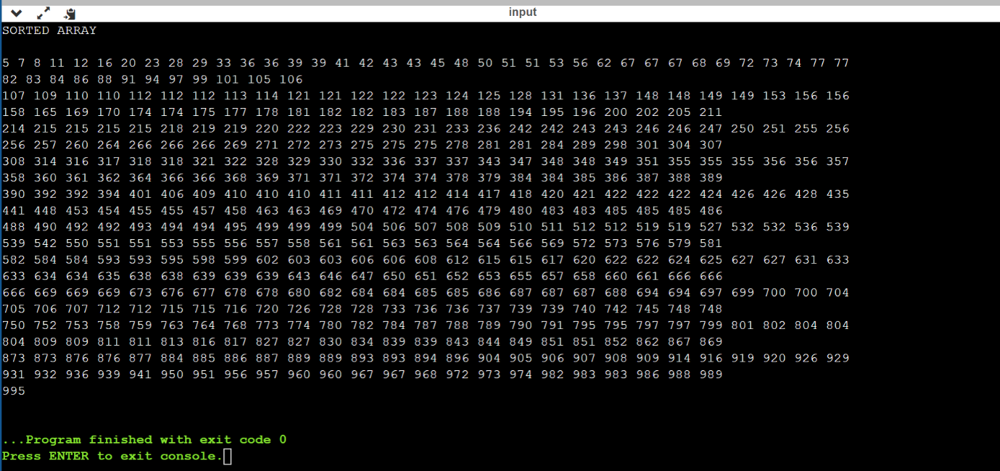 input
SORTED ARRAY
5 7 8 11 12 16 20 23 28 29 33 36 36 39 39 41 42 43 43 45 48 50 51 51 53 56 62 67 67 67 68 69 72 73 74 77 77
82 83 84 86 88 91 94 97 99 101 105 106
107 109 110 110 112 112 112 113 114 121 121 122 122 123 124 125 128 131 136 137 148 148 149 149 153 156 156
158 165 169 170 174 174 175 177 178 181 182 182 183 187 188 188 194 195 196 200 202 205 211
214 215 215 215 215 218 219 219 220 222 223 229 230 231 233 236 242 242 243 243 246 246 247 250 251 255 256
256 257 260 264 266 266 266 269 271 272 273 275 275 275 278 281 281 284 289 298 301 304 307
308 314 316 317 318 318 321 322 328 329 330 332 336 337 337 343 347 348 348 349 351 355 355 355 356 356 357
358 360 361 362 364 366 366 368 369 371 371 372 374 374 378 379 384 384 385 386 387 388 389
390 392 392 394 401 406 409 410 410 410 411 411 412 412 414 417 418 420 421 422 422 422 424 426 426 428 435
441 448 453 454 455 455 457 458 463 463 469 470 472 474 476 479 480 483 483 485 485 485 486
488 490 492 492 493 494 494 495 499 499 499 504 506 507 508 509 510 511 512 512 519 519 527 532 532 536 539
539 542 550 551 551 553 555 556 557 558 561 561 563 563 564 564 566 569 572 573 576 579 581
582 584 584 593 593 595 598 599 602 603 603 606 606 608 612 615 615 617 620 622 622 624 625 627 627 631 633
633 634 634 635 638 638 639 639 639 643 646 647 650 651 652 653 655 657 658 660 661 666 666
666 669 669 669 673 676 677 678 678 680 682 684 684 685 685 686 687 687 687 688 694 694 697 699 700 700 704
705 706 707 712 712 715 715 716 720 726 728 728 733 736 736 737 739 739 740 742 745 748 748
750 752 753 758 759 763 764 768 773 774 780 782 784 787 788 789 790 791 795 795 797 797 799 801 802 804 804
804 809 809 811 811 813 816 817 827 827 830 834 839 839 843 844 849 851 851 852 862 867 869
873 873 876 876 877 884 885 886 887 889 889 893 893 894 896 904 905 906 907 908 909 914 916 919 920 926 929
931 932 936 939 941 950 951 956 957 960 960 967 967 968 972 973 974 982 983 983 986 988 989
995
...Program finished with exit code 0
Press ENTER to exit console.